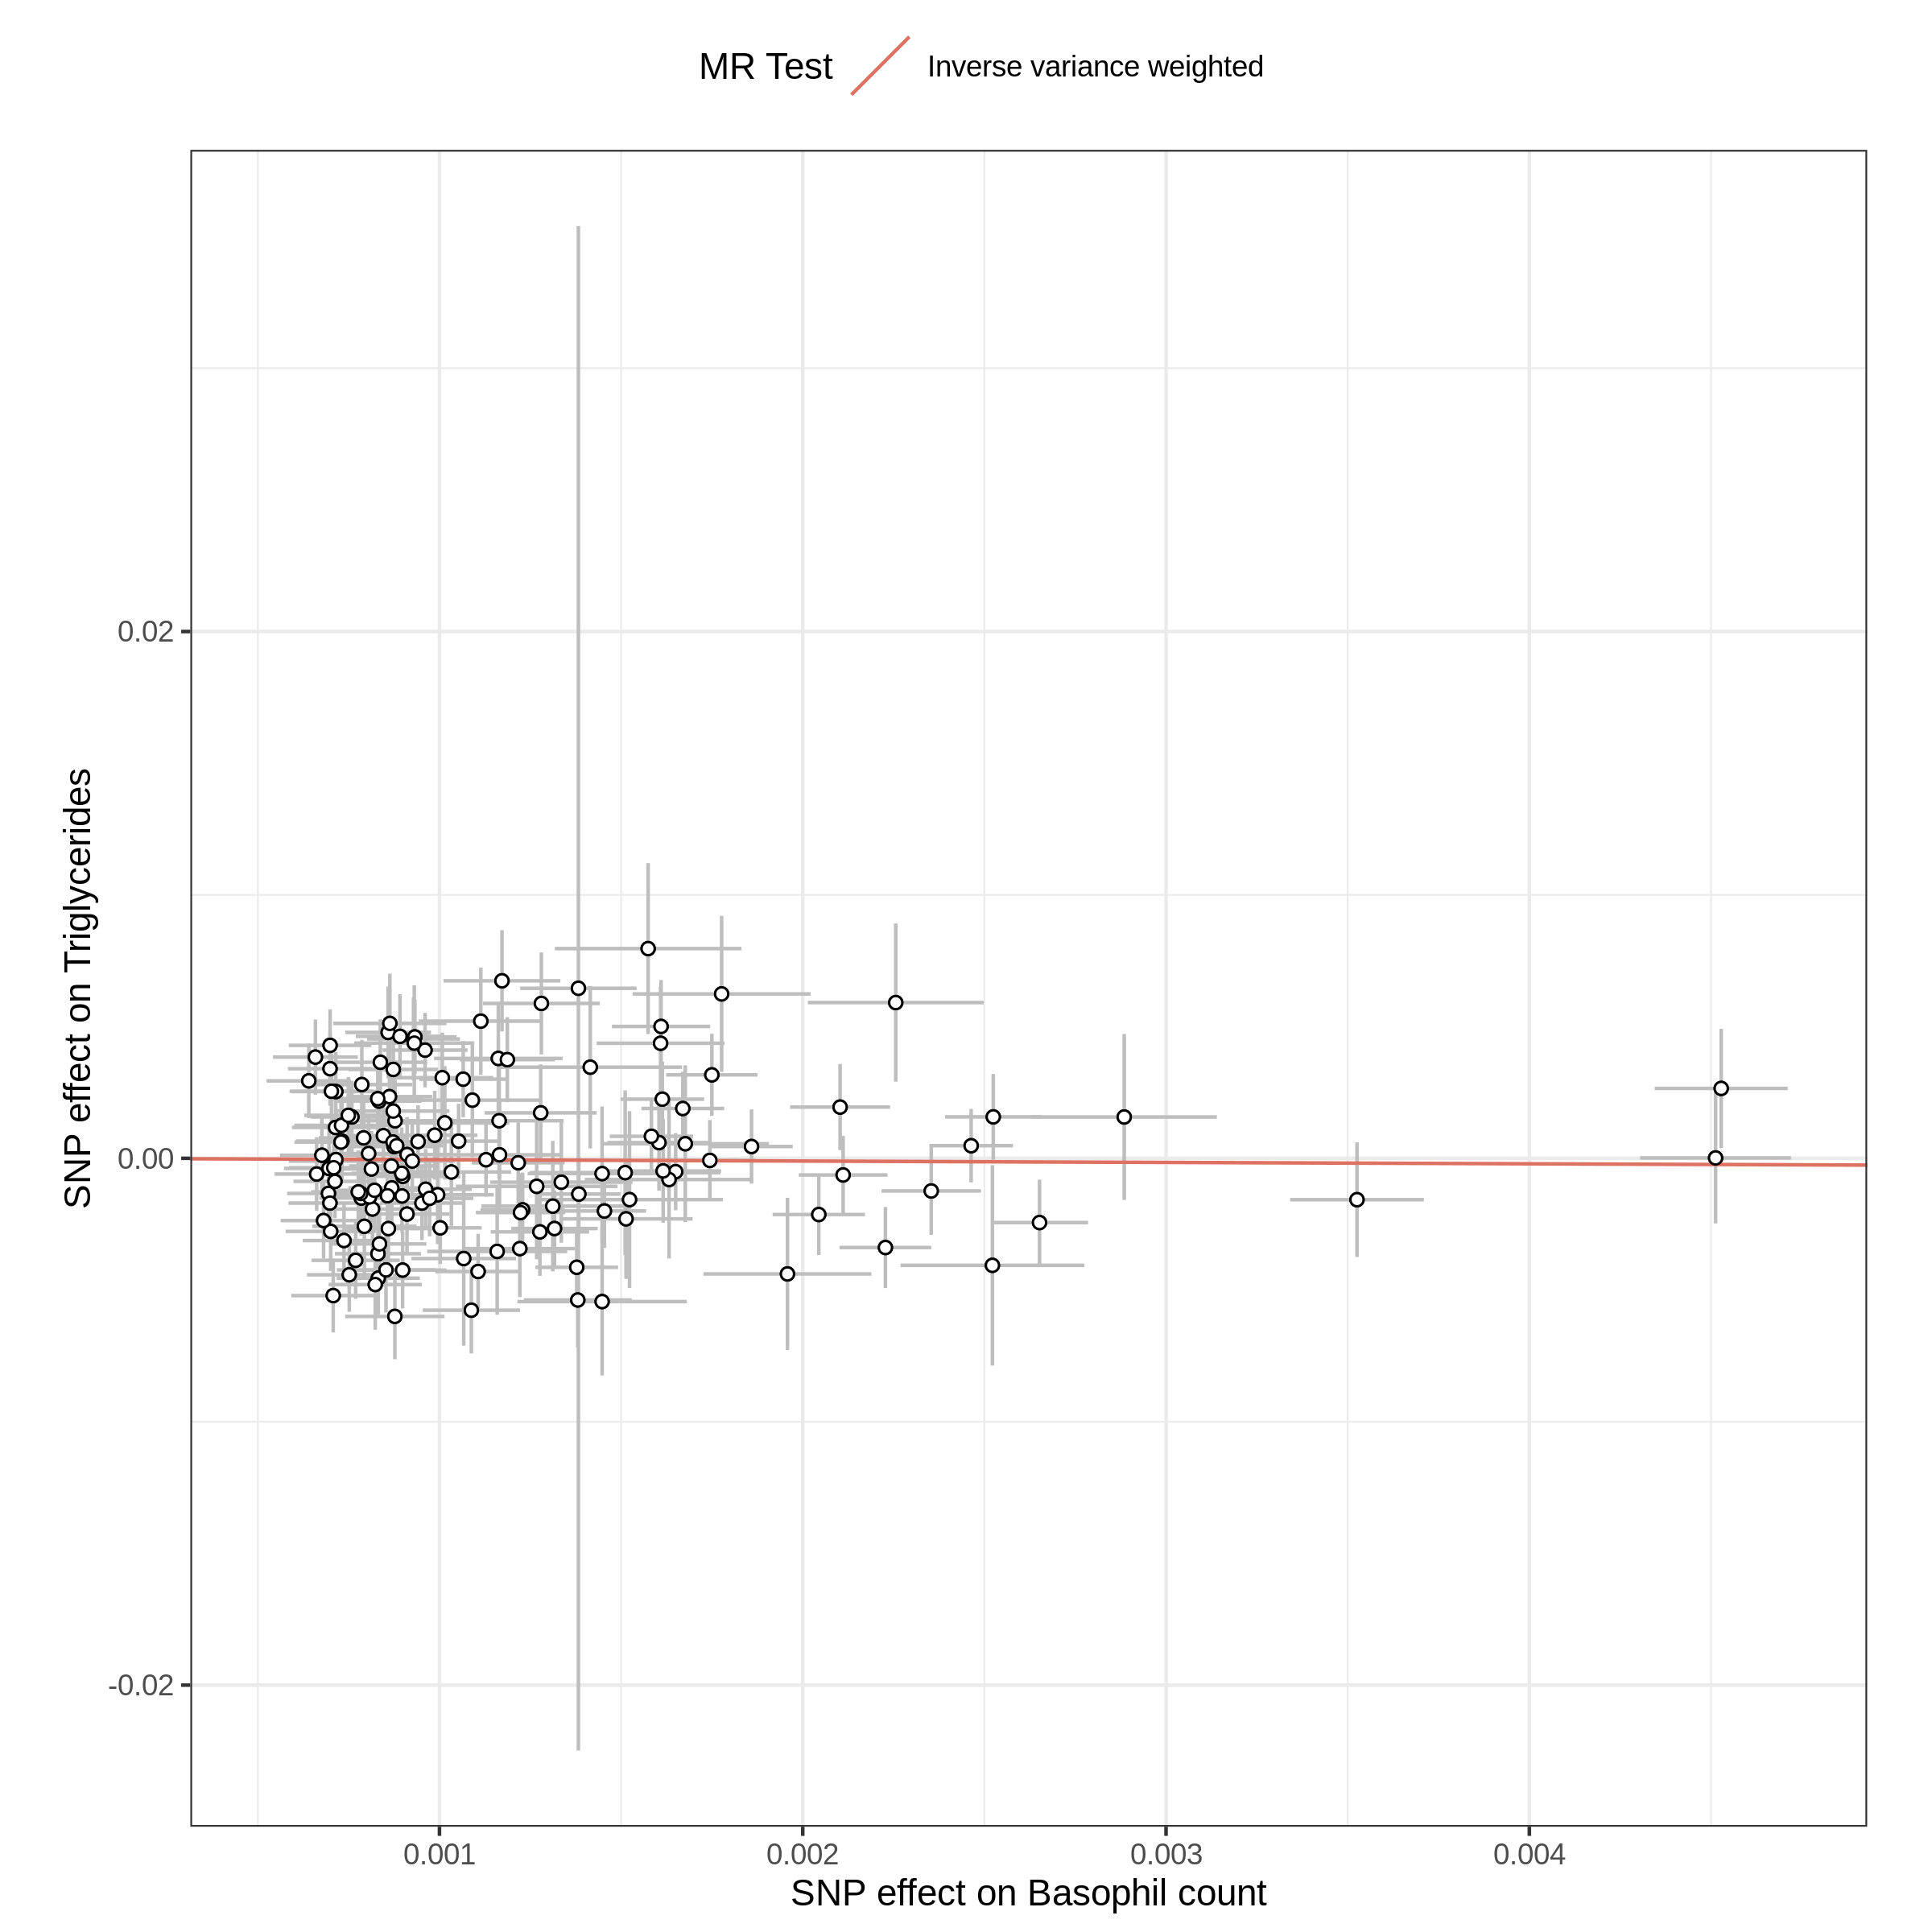 MR Test Inverse variance weighted
SNP effect on Triglycerides
0.02
0.00
-0.02
0.001 0.002 0.003 0.004
SNP effect on Basophil count